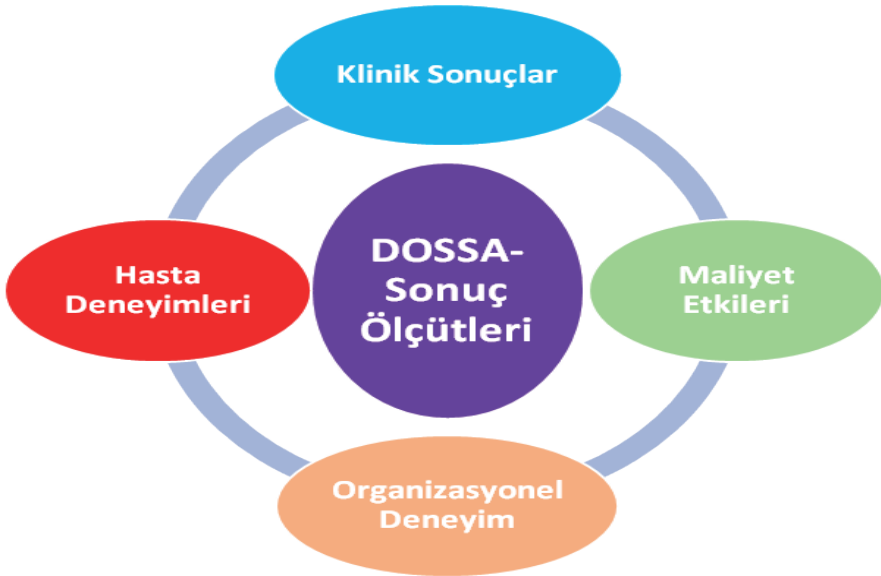 Klinik Sonuçlar
Hasta
Deneyimleri
DOSSA-
Sonuç
Ölçütleri
Maliyet
Etkileri
Organizasyonel
Deneyim